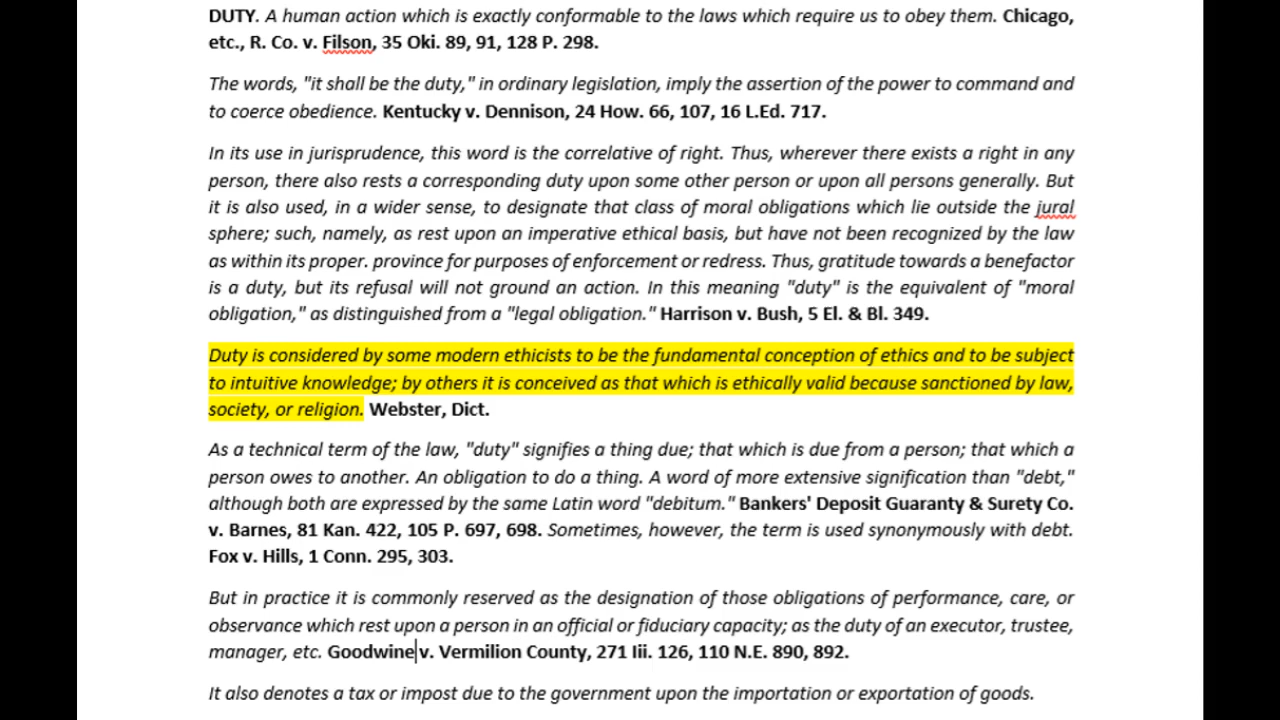 DUTY. A human action which is exactly conformable to the laws which require us to obey them. Chicago,
etc., R. Co. v. Filson, 35 Oki. 89, 91, 128 P. 298.
The words, "it shall be the duty," in ordinary legislation, imply the assertion of the power to command and
to coerce obedience. Kentucky v. Dennison, 24 How. 66, 107, 16 L.Ed. 717.
In its use in jurisprudence, this word is the correlative of right. Thus, wherever there exists a right in any
person, there also rests a corresponding duty upon some other person or upon all persons generally. But
it is also used, in a wider sense, to designate that class of moral obligations which lie outside the jural
sphere; such, namely, as rest upon an imperative ethical basis, but have not been recognized by the law
as within its proper. province for purposes of enforcement or redress. Thus, gratitude towards a benefactor
is a duty, but its refusal will not ground an action. In this meaning "duty" is the equivalent of "moral
obligation," as distinguished from a "legal obligation." Harrison v. Bush, 5 El. & Bl. 349.
Duty is considered by some modern ethicists to be the fundamental conception of ethics and to be subject
to intuitive knowledge; by others it is conceived as that which is ethically valid because sanctioned by law,
society, or religion. Webster, Dict.
As a technical term of the law, "duty" signifies a thing due; that which is due from a person; that which a
person owes to another. An obligation to do a thing. A word of more extensive signification than "debt,"
although both are expressed by the same Latin word "debitum." Bankers' Deposit Guaranty & Surety Co.
v. Barnes, 81 Kan. 422, 105 P. 697, 698. Sometimes, however, the term is used synonymously with debt.
Fox v. Hills, 1 Conn. 295, 303.
But in practice it is commonly reserved as the designation of those obligations of performance, care, or
observance which rest upon a person in an official or fiduciary capacity; as the duty of an executor, trustee,
manager, etc. Goodwine v. Vermilion County, 271 Iii. 126, 110 N.E. 890, 892.
It also denotes a tax or impost due to the government upon the importation or exportation of goods.